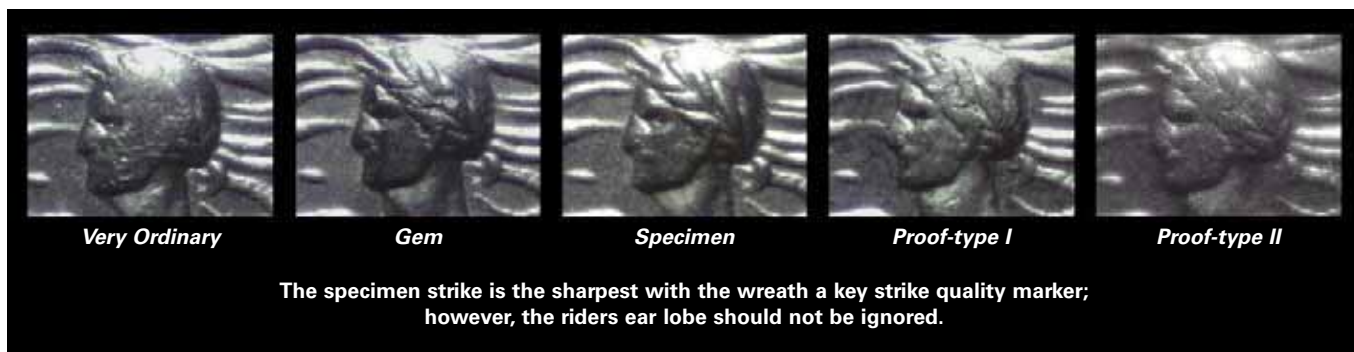 Very Ordinary
Gem
Specimen
Proof-type I
Proof-type II
The specimen strike is the sharpest with the wreath a key strike quality marker;
however, the riders ear lobe should not be ignored.